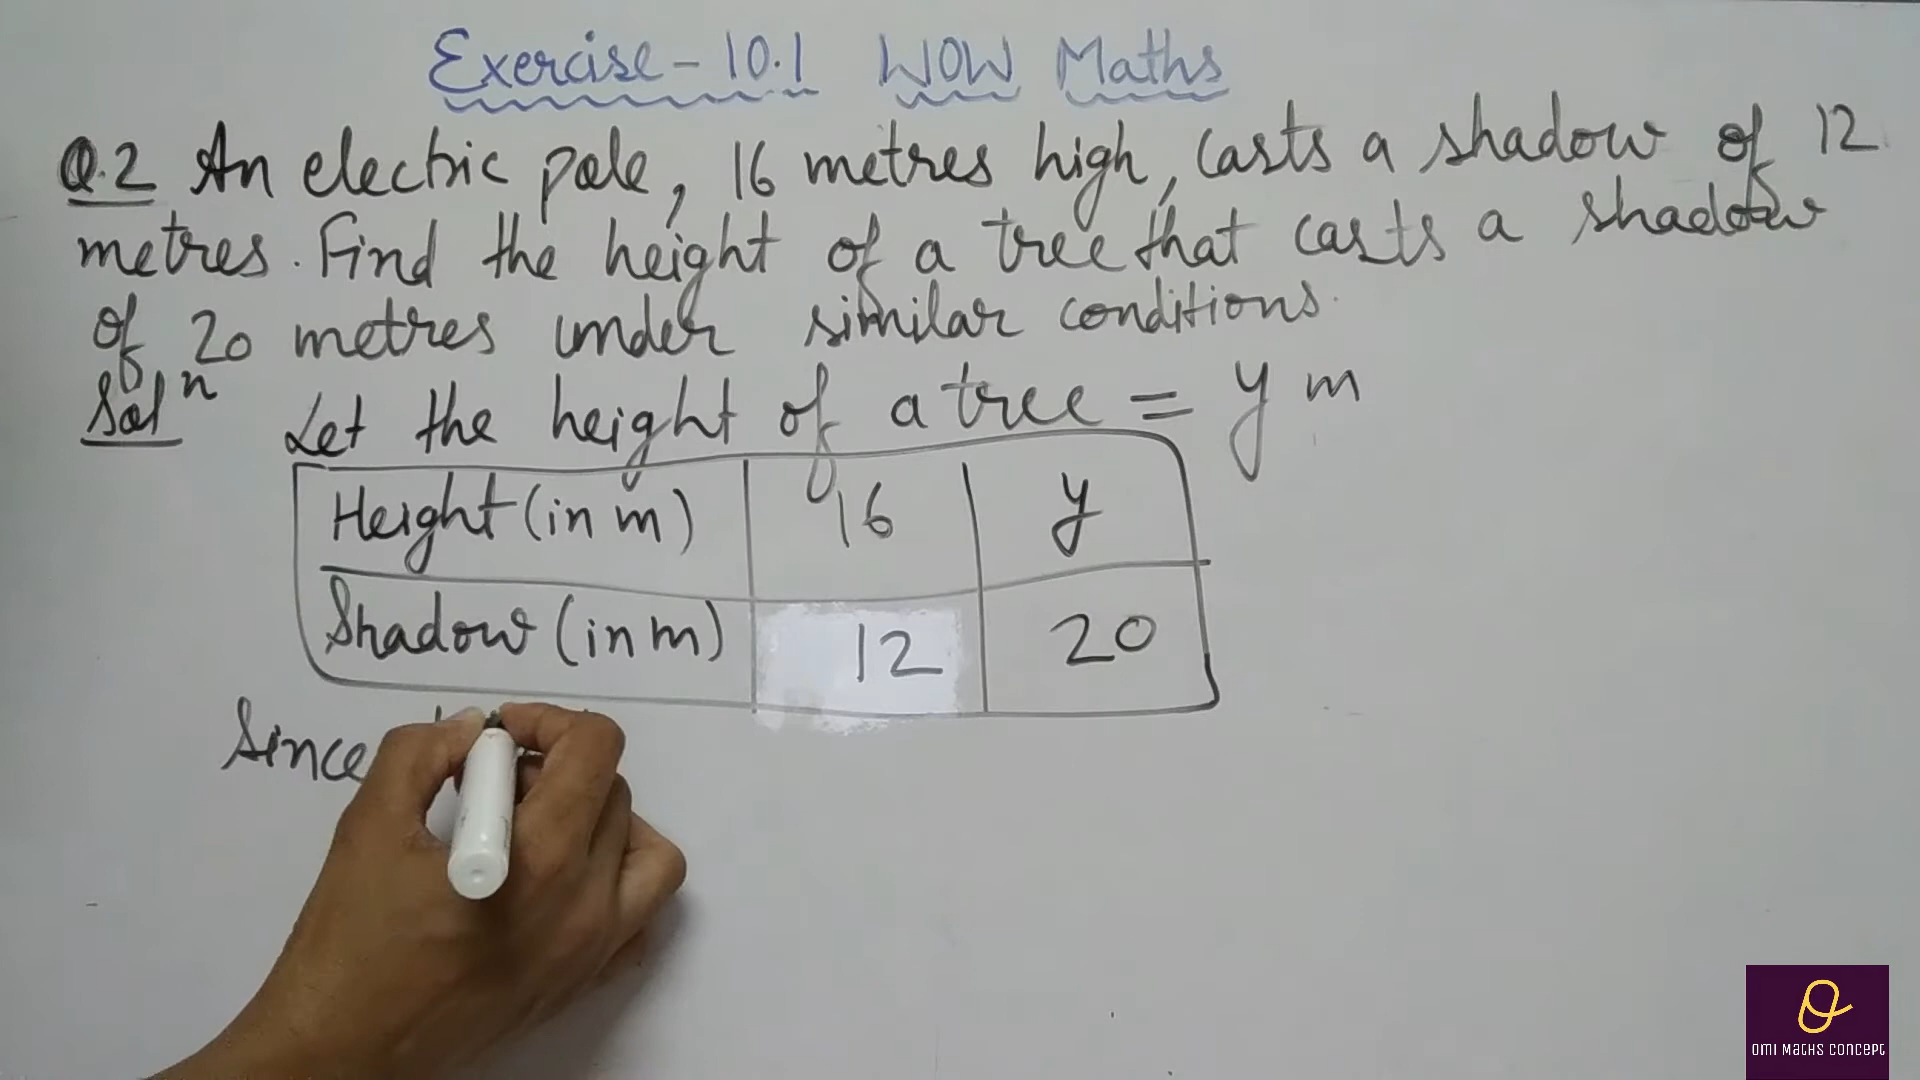 Exercise-10.1 WOW Maths
Q.2 An electric pole, 16 metres high, casts a shadow of 12
metres. Find the height of a tree that casts a shadow
of 20 metres under similar conditions.
Solⁿ Let the height of a tree = y m
Height (in m) 16 y
Shadow (in m) 12 20
Since
OMI MATHS CONCEPT